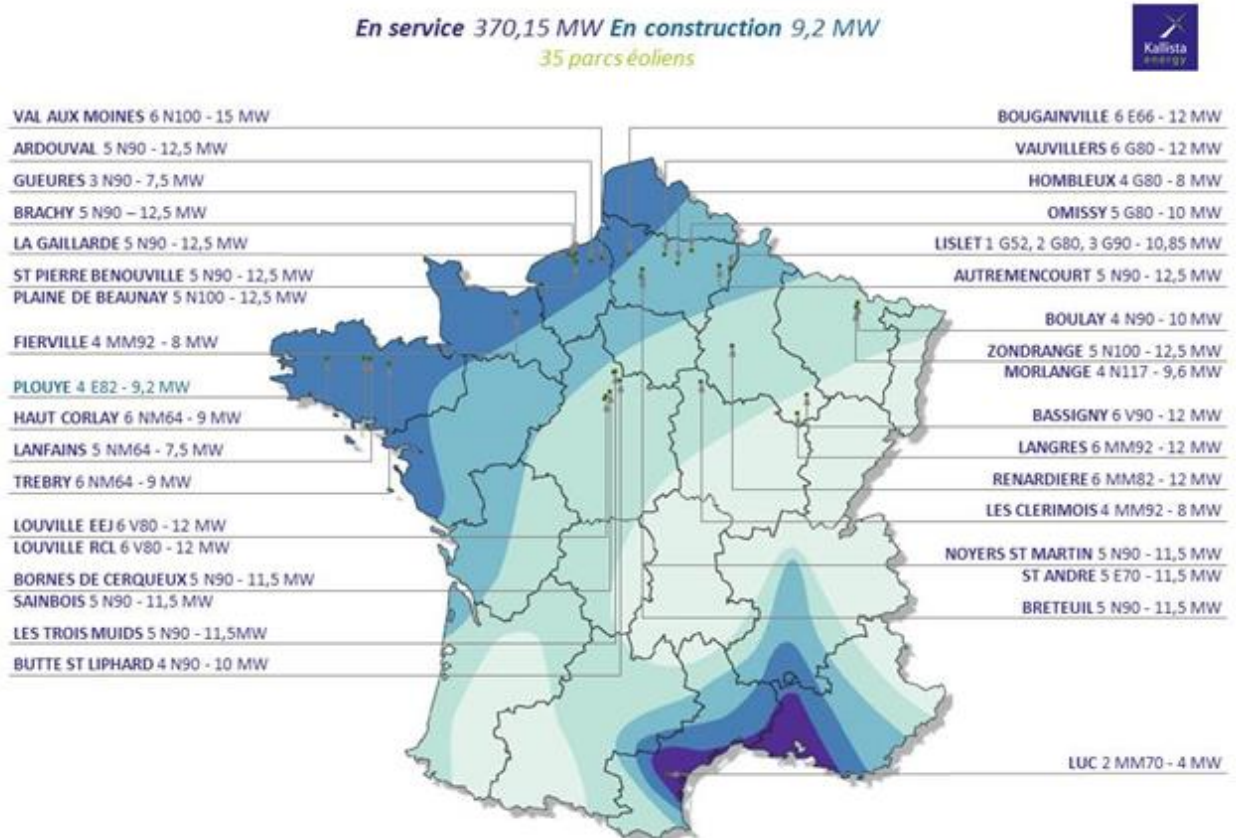 En service 370,15 MW En construction 9,2 MW
35 parcs éoliens
Kallista
energy
VAL AUX MOINES 6 N100 - 15 MW
ARDOUVAL 5 N90 - 12,5 MW
GUEURES 3 N90 - 7,5 MW
BRACHY 5 N90 – 12,5 MW
LA GAILLARDE 5 N90 - 12,5 MW
ST PIERRE BENOUVILLE 5 N90 - 12,5 MW
PLAINE DE BEAUNAY 5 N100 - 12,5 MW
FIERVILLE 4 MM92 - 8 MW
PLOUYE 4 E82 - 9,2 MW
HAUT CORLAY 6 NM64 - 9 MW
LANFAINS 5 NM64 - 7,5 MW
TREBRY 6 NM64 - 9 MW
LOUVILLE EEJ 6 V80 - 12 MW
LOUVILLE RCL 6 V80 - 12 MW
BORNES DE CERQUEUX 5 N90 - 11,5 MW
SAINBOIS 5 N90 - 11,5 MW
LES TROIS MUIDS 5 N90 - 11,5MW
BUTTE ST LIPHARD 4 N90 - 10 MW
BOUGAINVILLE 6 E66 - 12 MW
VAUVILLERS 6 G80 - 12 MW
HOMBLEUX 4 G80 - 8 MW
OMISSY 5 G80 - 10 MW
LISLET 1 G52, 2 G80, 3 G90 - 10,85 MW
AUTREMENCOURT 5 N90 - 12,5 MW
BOULAY 4 N90 - 10 MW
ZONDRANGE 5 N100 - 12,5 MW
MORLANGE 4 N117 - 9,6 MW
BASSIGNY 6 V90 - 12 MW
LANGRES 6 MM92 - 12 MW
RENARDIERE 6 MM82 - 12 MW
LES CLERIMOIS 4 MM92 - 8 MW
NOYERS ST MARTIN 5 N90 - 11,5 MW
ST ANDRE 5 E70 - 11,5 MW
BRETEUIL 5 N90 - 11,5 MW
LUC 2 MM70 - 4 MW